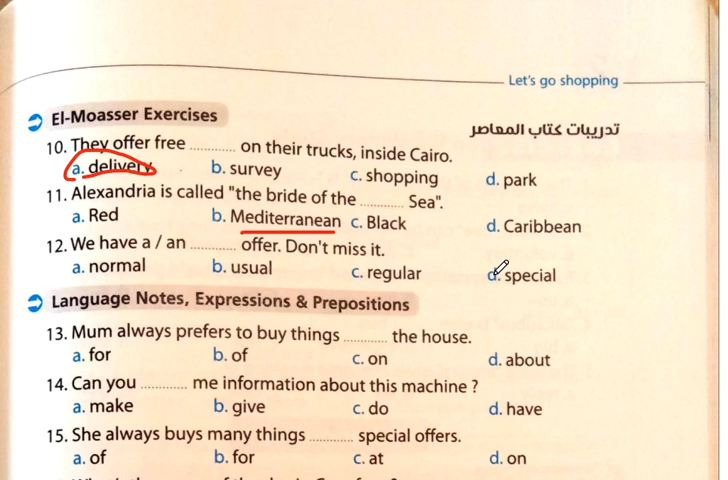 Let's go shopping
El-Moasser Exercises
تدريبات كتاب المعاصر
10. They offer free ............ on their trucks, inside Cairo.
a. delivery b. survey c. shopping d. park
11. Alexandria is called "the bride of the ............ Sea".
a. Red b. Mediterranean c. Black d. Caribbean
12. We have a / an ............ offer. Don't miss it.
a. normal b. usual c. regular d. special
Language Notes, Expressions & Prepositions
13. Mum always prefers to buy things ............ the house.
a. for b. of c. on d. about
14. Can you ............ me information about this machine ?
a. make b. give c. do d. have
15. She always buys many things ............ special offers.
a. of b. for c. at d. on